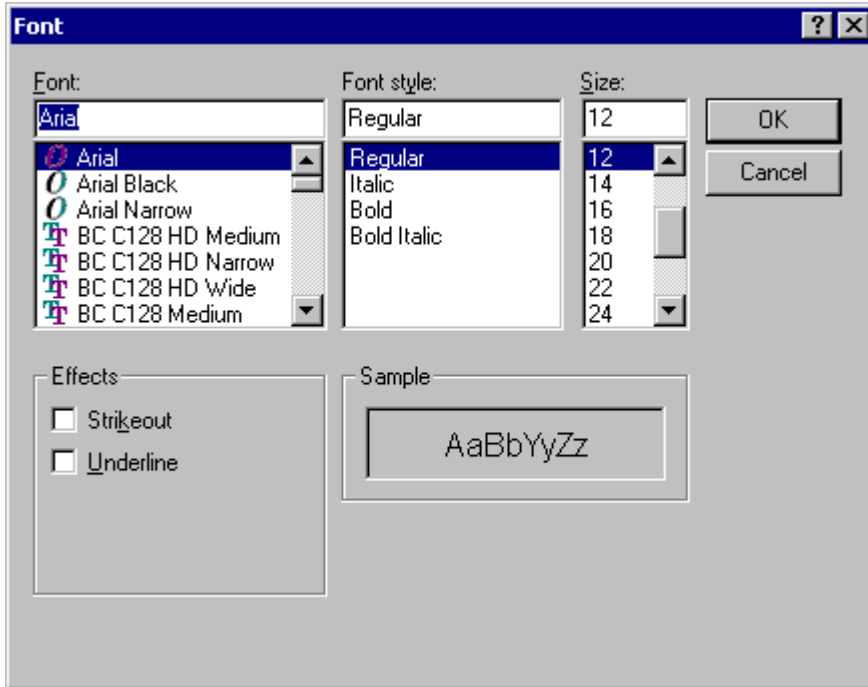 Font
Font:
Arial
Arial
Arial Black
Arial Narrow
BC C128 HD Medium
BC C128 HD Narrow
BC C128 HD Wide
BC C128 Medium
Font style:
Regular
Regular
Italic
Bold
Bold Italic
Size:
12
12
14
16
18
20
22
24
OK
Cancel
Effects
Strikeout
Underline
Sample
AaBbYyZz